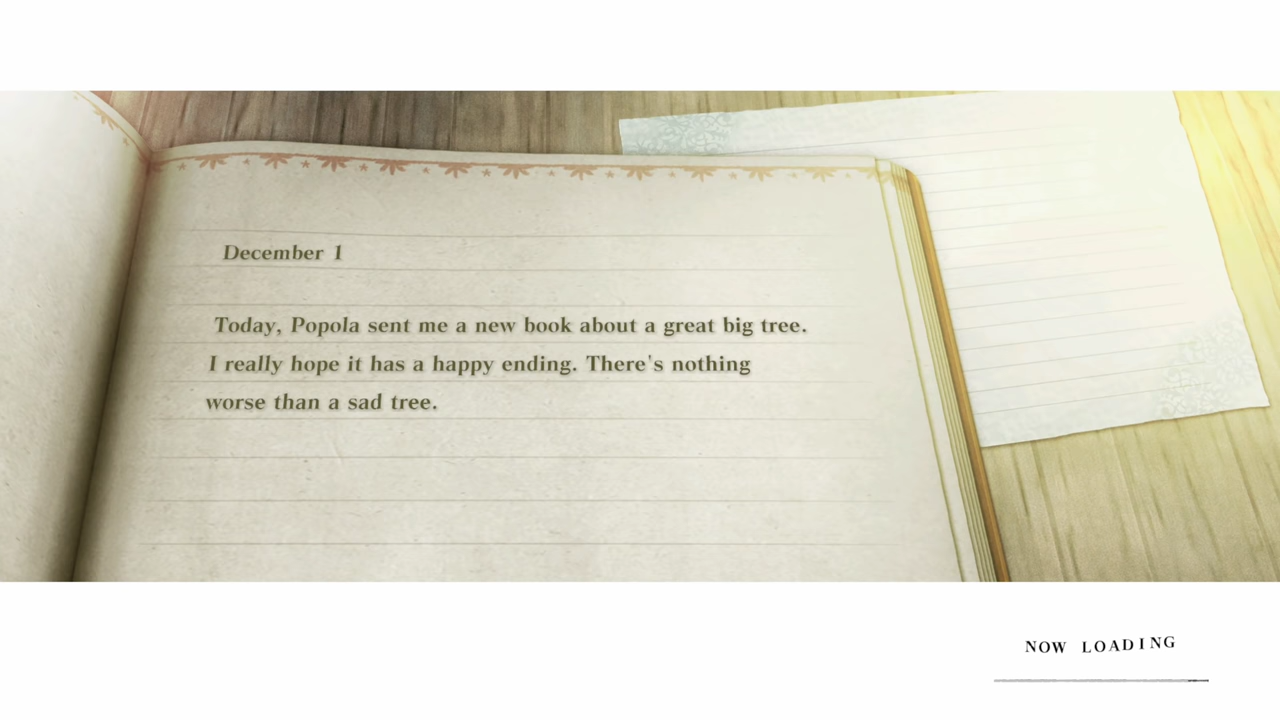 December 1
Today, Popola sent me a new book about a great big tree.
I really hope it has a happy ending. There's nothing
worse than a sad tree.
NOW LOADING